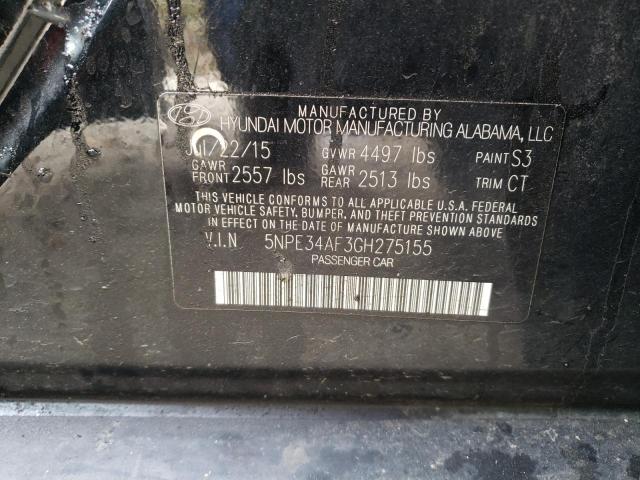 MANUFACTURED BY
HYUNDAI MOTOR MANUFACTURING ALABAMA, LLC
/22/15 GVWR 4497 lbs PAINT S3
GAWR FRONT 2557 lbs GAWR REAR 2513 lbs TRIM CT
THIS VEHICLE CONFORMS TO ALL APPLICABLE U.S.A. FEDERAL
MOTOR VEHICLE SAFETY, BUMPER, AND THEFT PREVENTION STANDARDS
IN EFFECT ON THE DATE OF MANUFACTURE SHOWN ABOVE
V.I.N 5NPE34AF3GH275155
PASSENGER CAR